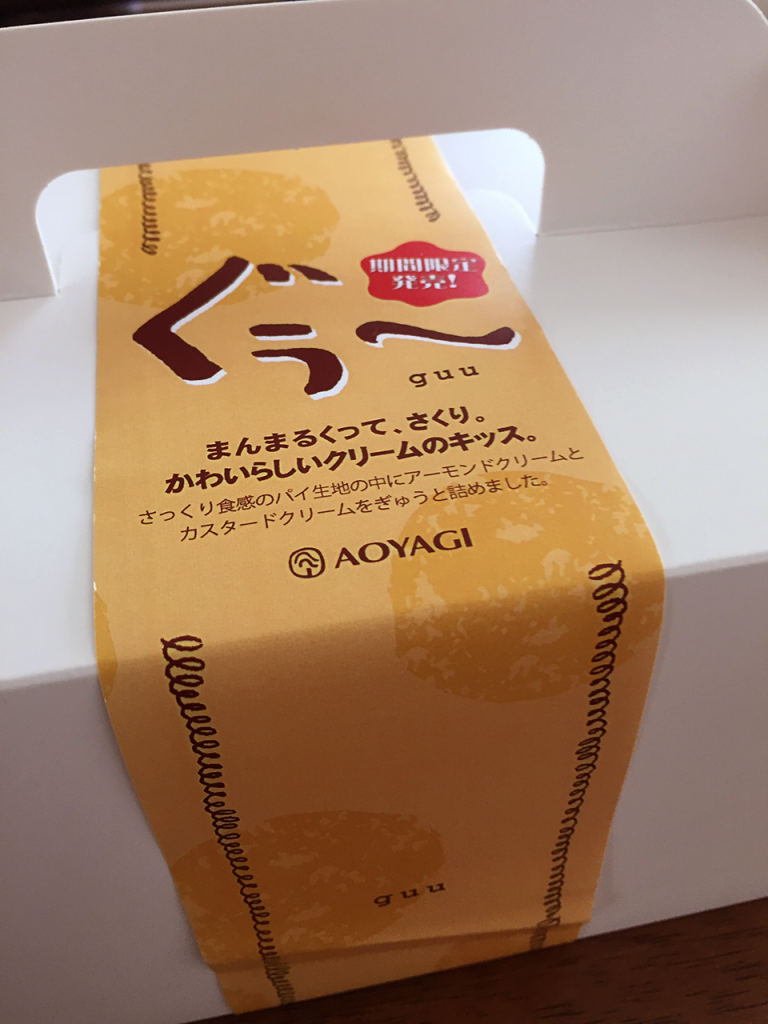 期間限定
発売!
ぐぅ〜
guu
まんまるくって、さくり。
かわいらしいクリームのキッス。
さっくり食感のパイ生地の中にアーモンドクリームと
カスタードクリームをぎゅうと詰めました。
AOYAGI
guu